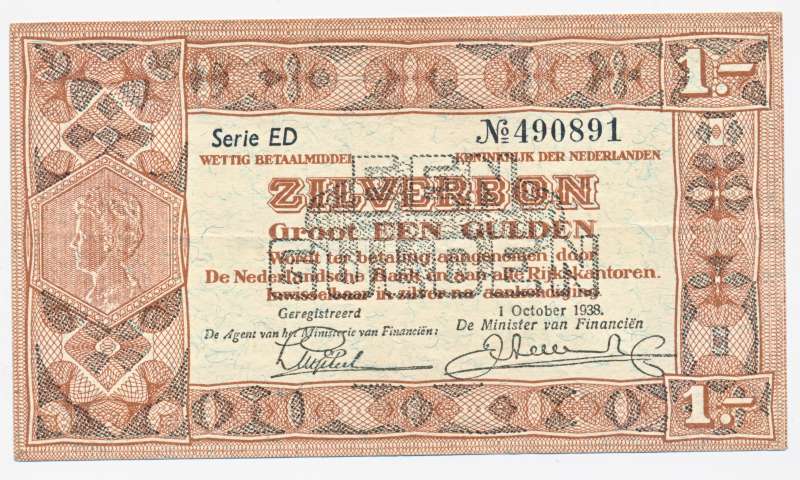 1.–
Serie ED № 490891
WETTIG BETAALMIDDEL KONINKRIJK DER NEDERLANDEN
EEN
GULDEN
ZILVERBON
Groot EEN GULDEN
Wordt ter betaling aangenomen door
De Nederlandsche Bank en aan alle Rijkskantoren.
Inwisselbaar in zilver na aankondiging
Geregistreerd 1 October 1938.
De Agent van het Ministerie van Financiën: De Minister van Financiën
1.–